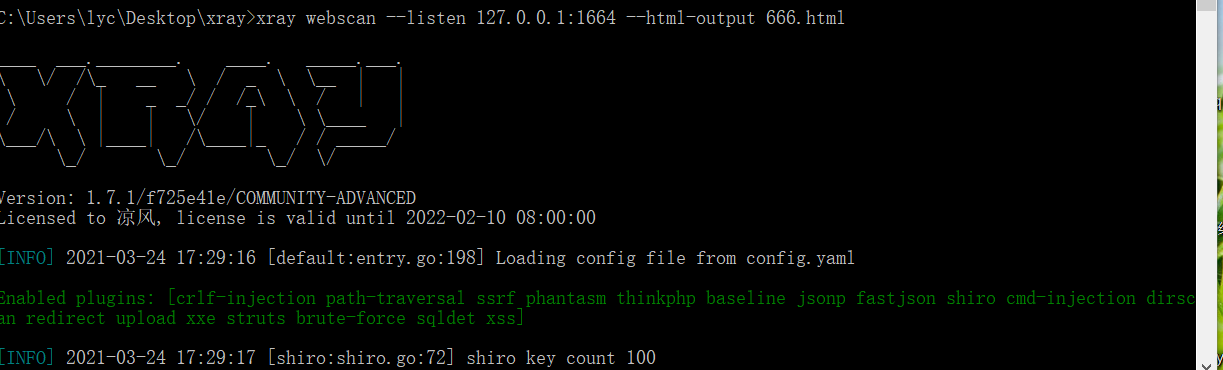 C:\Users\lyc\Desktop\xray>xray webscan --listen 127.0.0.1:1664 --html-output 666.html
XRAY
Version: 1.7.1/f725e41e/COMMUNITY-ADVANCED
Licensed to 凉风, license is valid until 2022-02-10 08:00:00
[INFO] 2021-03-24 17:29:16 [default:entry.go:198] Loading config file from config.yaml
Enabled plugins: [crlf-injection path-traversal ssrf phantasm thinkphp baseline jsonp fastjson shiro cmd-injection dirsc
an redirect upload xxe struts brute-force sqldet xss]
[INFO] 2021-03-24 17:29:17 [shiro:shiro.go:72] shiro key count 100